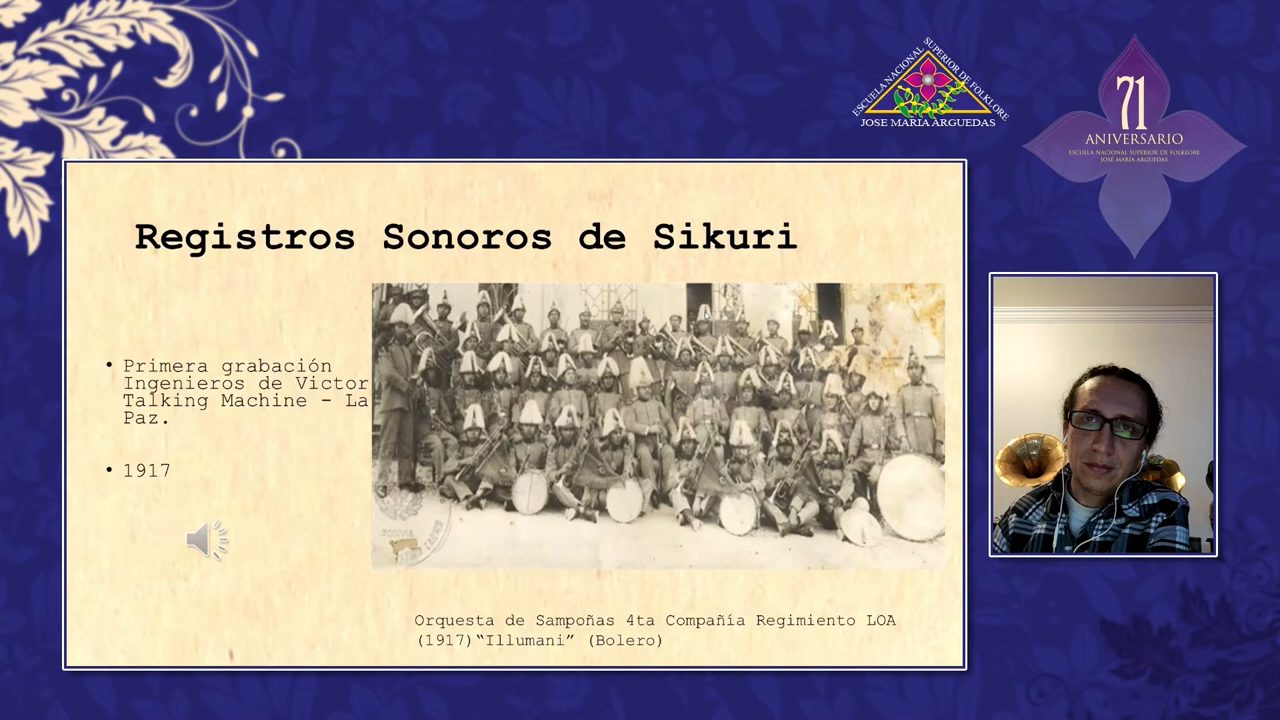 ESCUELA NACIONAL SUPERIOR DE FOLKLORE
JOSE MARIA ARGUEDAS
71
ANIVERSARIO
ESCUELA NACIONAL SUPERIOR DE FOLKLORE
JOSÉ MARÍA ARGUEDAS
Registros Sonoros de Sikuri
• Primera grabación
Ingenieros de Victor
Talking Machine - La
Paz.
• 1917
Orquesta de Sampoñas 4ta Compañía Regimiento LOA
(1917)“Illumani” (Bolero)